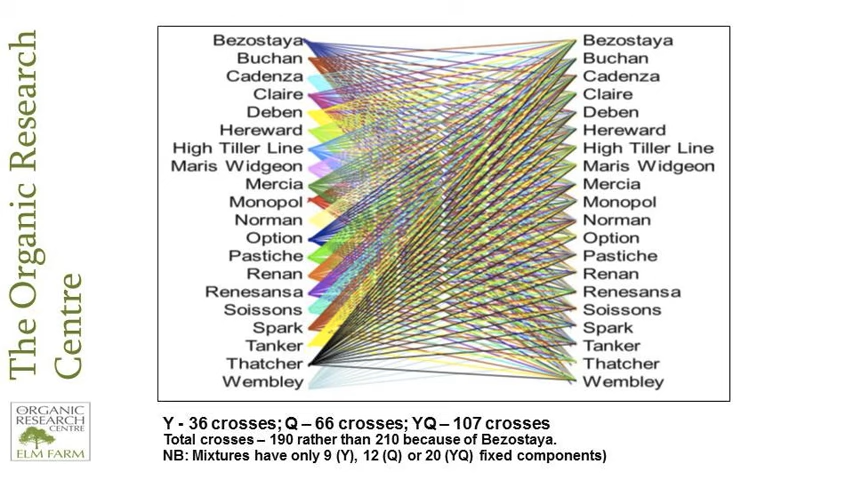 The Organic Research
Centre
Bezostaya
Buchan
Cadenza
Claire
Deben
Hereward
High Tiller Line
Maris Widgeon
Mercia
Monopol
Norman
Option
Pastiche
Renan
Renesansa
Soissons
Spark
Tanker
Thatcher
Wembley
Bezostaya
Buchan
Cadenza
Claire
Deben
Hereward
High Tiller Line
Maris Widgeon
Mercia
Monopol
Norman
Option
Pastiche
Renan
Renesansa
Soissons
Spark
Tanker
Thatcher
Wembley
ORGANIC
RESEARCH
CENTRE
ELM FARM
Y - 36 crosses; Q – 66 crosses; YQ – 107 crosses
Total crosses – 190 rather than 210 because of Bezostaya.
NB: Mixtures have only 9 (Y), 12 (Q) or 20 (YQ) fixed components)